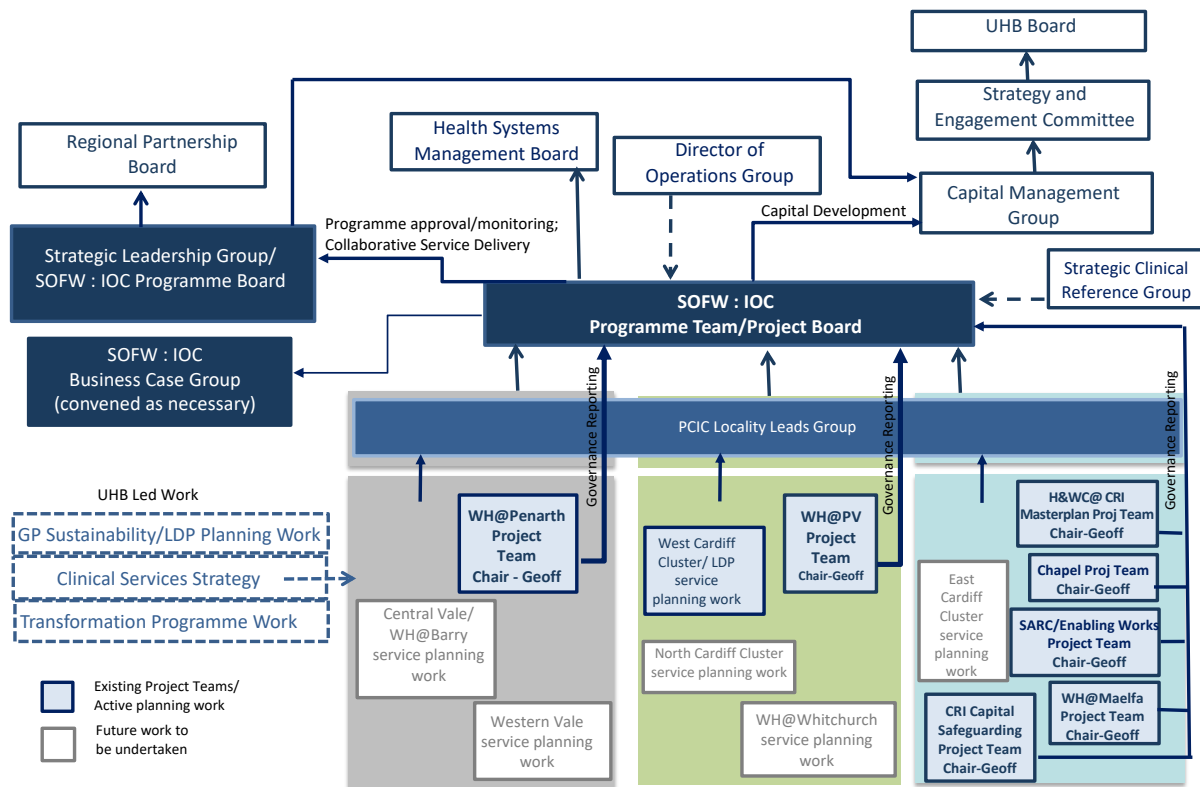 UHB Board
Strategy and
Engagement Committee
Capital Management
Group
Health Systems
Management Board
Director of
Operations Group
Regional Partnership
Board
Programme approval/monitoring;
Collaborative Service Delivery
Capital Development
Strategic Leadership Group/
SOFW : IOC Programme Board
Strategic Clinical
Reference Group
SOFW : IOC
Programme Team/Project Board
SOFW : IOC
Business Case Group
(convened as necessary)
Governance Reporting
Governance Reporting
Governance Reporting
PCIC Locality Leads Group
UHB Led Work
GP Sustainability/LDP Planning Work
Clinical Services Strategy
Transformation Programme Work
WH@Penarth
Project
Team
Chair - Geoff
Central Vale/
WH@Barry
service planning
work
Western Vale
service planning
work
West Cardiff
Cluster/ LDP
service
planning work
WH@PV
Project
Team
Chair-Geoff
North Cardiff Cluster
service planning work
WH@Whitchurch
service planning
work
East
Cardiff
Cluster
service
planning
work
H&WC@ CRI
Masterplan Proj Team
Chair-Geoff
Chapel Proj Team
Chair-Geoff
SARC/Enabling Works
Project Team
Chair-Geoff
WH@Maelfa
Project Team
Chair-Geoff
CRI Capital
Safeguarding
Project Team
Chair-Geoff
Existing Project Teams/
Active planning work
Future work to
be undertaken